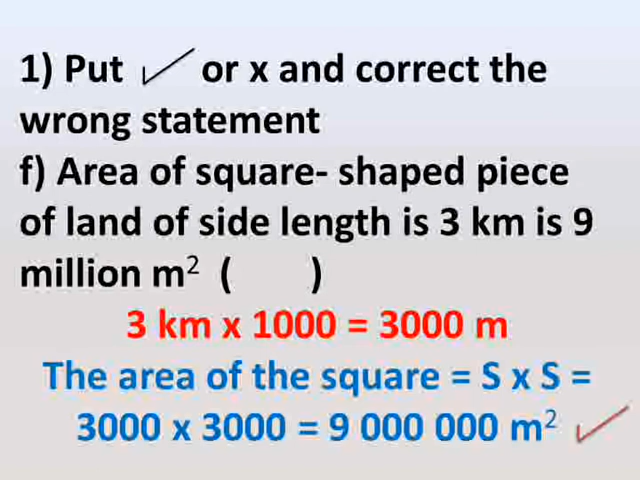 1) Put ✓ or x and correct the
wrong statement
f) Area of square- shaped piece
of land of side length is 3 km is 9
million m² (      )
3 km x 1000 = 3000 m
The area of the square = S x S =
3000 x 3000 = 9 000 000 m² ✓